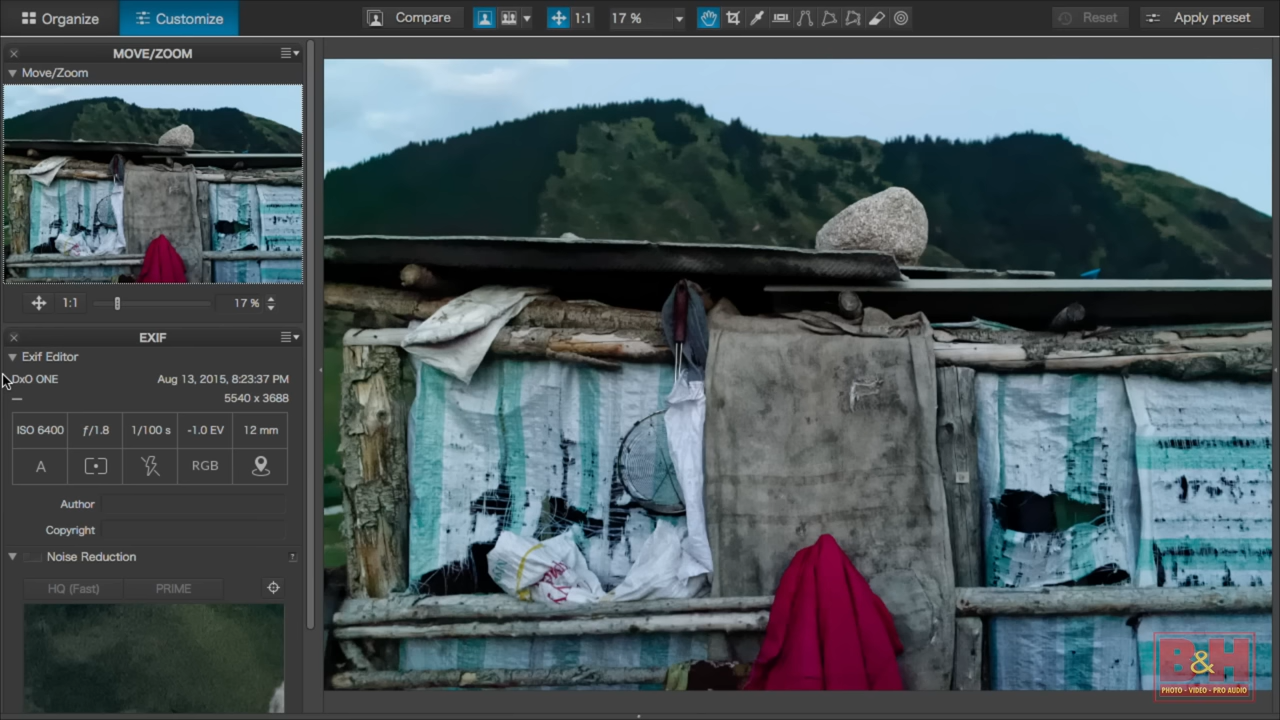 Organize
Customize
Compare
1:1
17 %
Reset
Apply preset
MOVE/ZOOM
Move/Zoom
1:1
17 %
EXIF
Exif Editor
DxO ONE
Aug 13, 2015, 8:23:37 PM
—
5540 x 3688
ISO 6400
ƒ/1.8
1/100 s
-1.0 EV
12 mm
A
RGB
Author
Copyright
Noise Reduction
?
HQ (Fast)
PRIME
B&H
PHOTO - VIDEO - PRO AUDIO